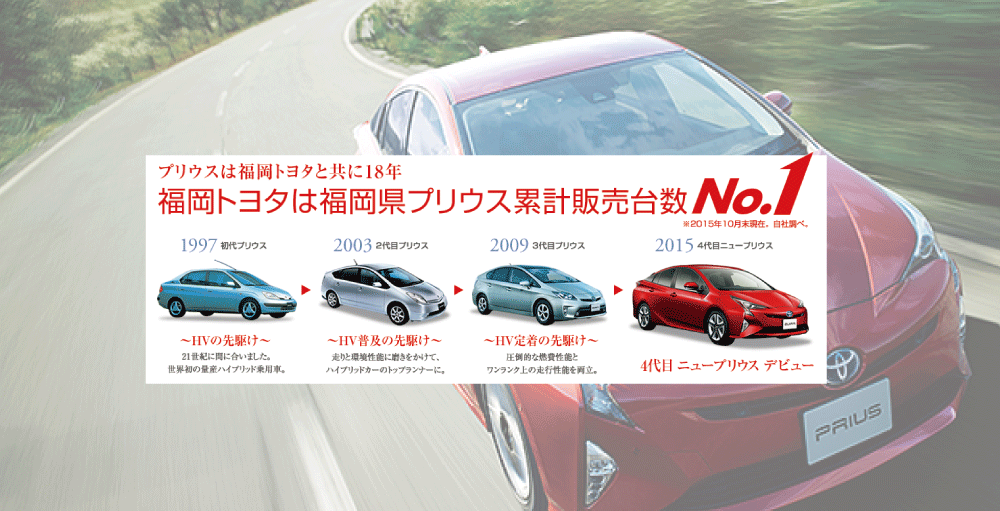 プリウスは福岡トヨタと共に18年
福岡トヨタは福岡県プリウス累計販売台数 No.1
※2015年10月末現在。自社調べ。
1997 初代プリウス
～HVの先駆け～
21世紀に間に合いました。
世界初の量産ハイブリッド乗用車。
2003 2代目プリウス
～HV普及の先駆け～
走りと環境性能に磨きをかけて、
ハイブリッドカーのトップランナーに。
2009 3代目プリウス
～HV定着の先駆け～
圧倒的な燃費性能と
ワンランク上の走行性能を両立。
2015 4代目ニュープリウス
4代目 ニュープリウス デビュー
PRIUS